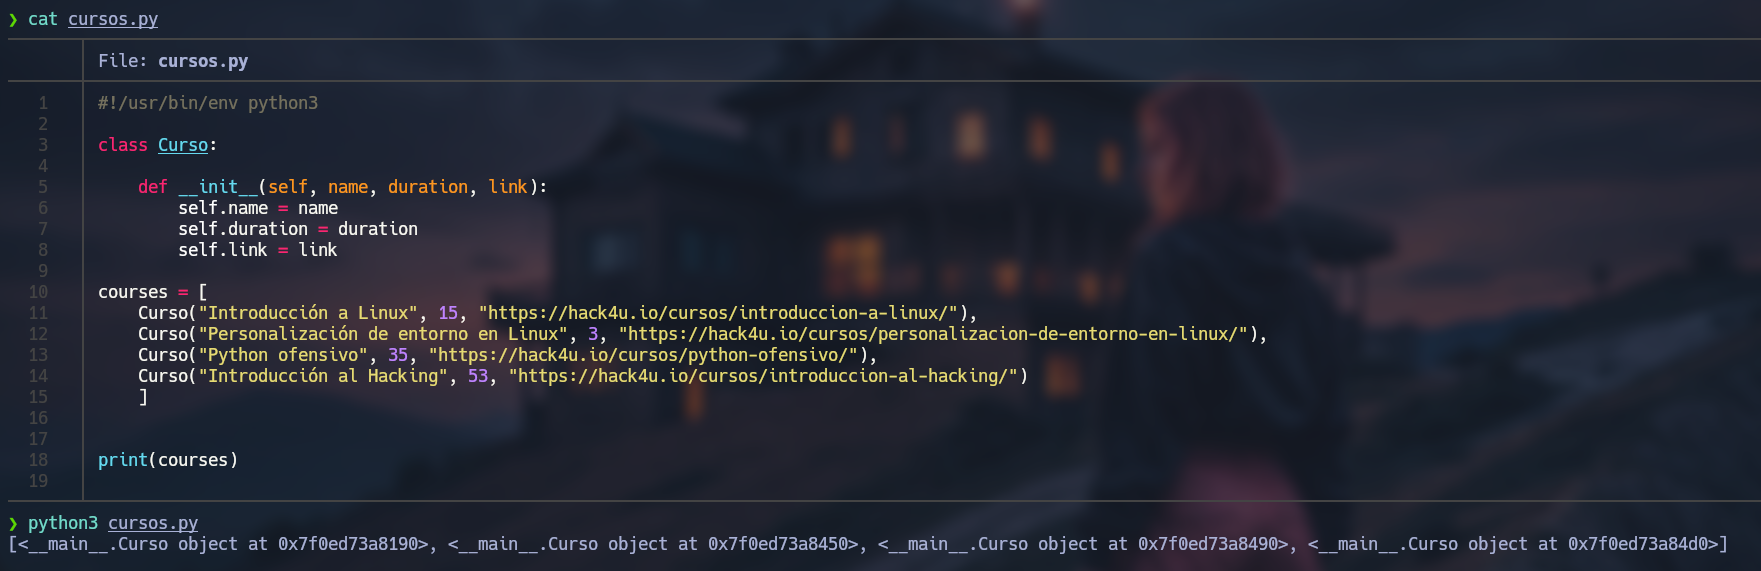 ❯ cat cursos.py
File: cursos.py
1 #!/usr/bin/env python3
2
3 class Curso:
4
5     def __init__(self, name, duration, link):
6         self.name = name
7         self.duration = duration
8         self.link = link
9
10 courses = [
11     Curso("Introducción a Linux", 15, "https://hack4u.io/cursos/introduccion-a-linux/"),
12     Curso("Personalización de entorno en Linux", 3, "https://hack4u.io/cursos/personalizacion-de-entorno-en-linux/"),
13     Curso("Python ofensivo", 35, "https://hack4u.io/cursos/python-ofensivo/"),
14     Curso("Introducción al Hacking", 53, "https://hack4u.io/cursos/introduccion-al-hacking/")
15     ]
16
17
18 print(courses)
19
❯ python3 cursos.py
[<__main__.Curso object at 0x7f0ed73a8190>, <__main__.Curso object at 0x7f0ed73a8450>, <__main__.Curso object at 0x7f0ed73a8490>, <__main__.Curso object at 0x7f0ed73a84d0>]